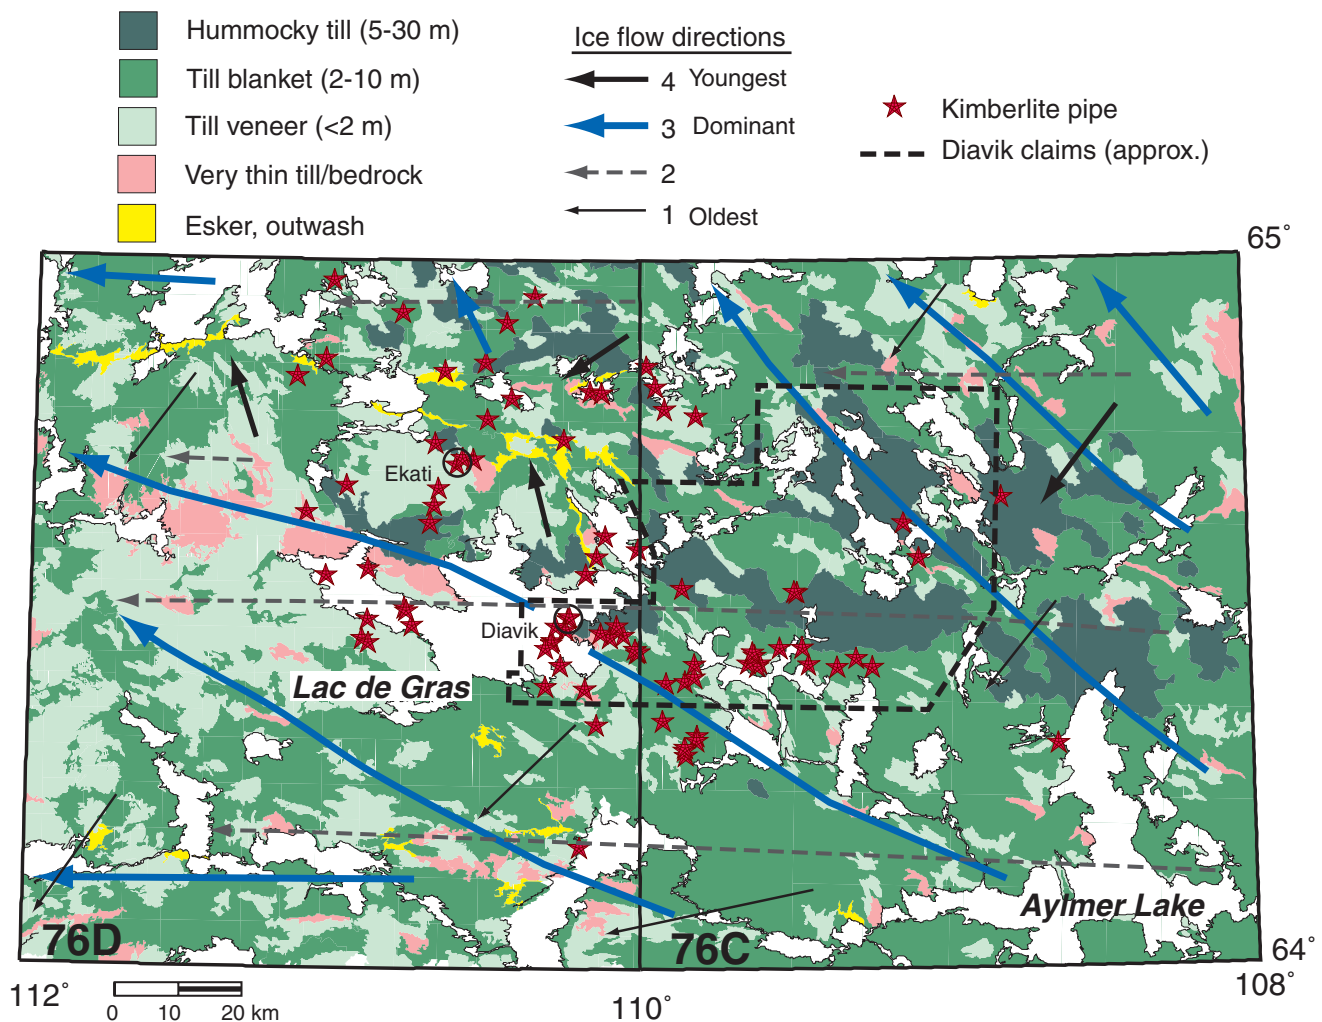 Hummocky till (5-30 m)
Till blanket (2-10 m)
Till veneer (<2 m)
Very thin till/bedrock
Esker, outwash
Ice flow directions
4 Youngest
3 Dominant
2
1 Oldest
Kimberlite pipe
Diavik claims (approx.)
65°
Ekati
Diavik
Lac de Gras
Aylmer Lake
76D
76C
64°
112°
110°
108°
0 10 20 km